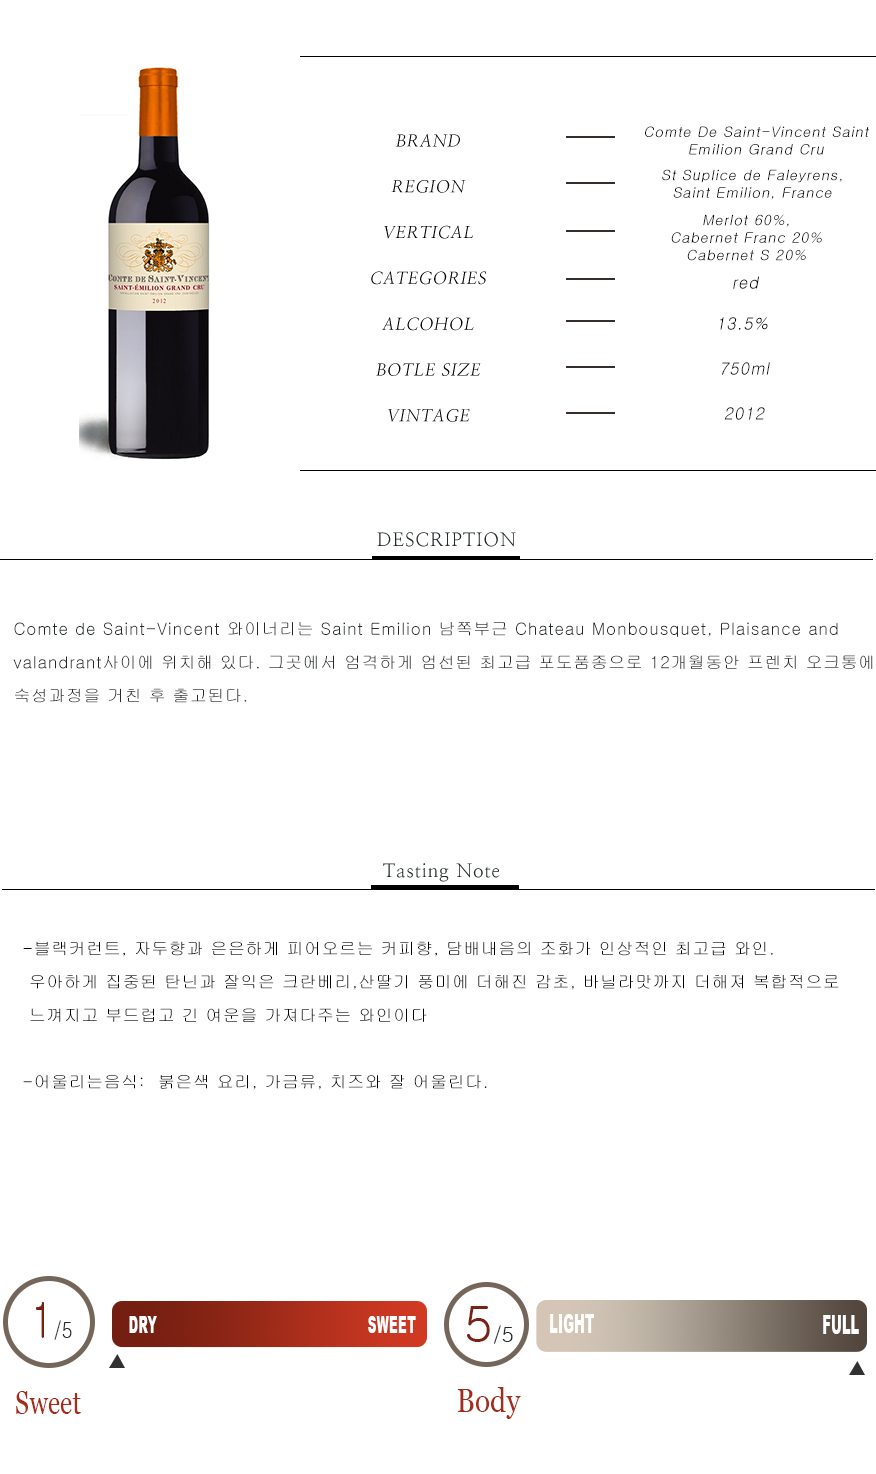 COMTE DE SAINT-VINCENT
SAINT-ÉMILION GRAND CRU
2012
BRAND
Comte De Saint-Vincent Saint
Emilion Grand Cru
REGION
St Suplice de Faleyrens,
Saint Emilion, France
VERTICAL
Merlot 60%,
Cabernet Franc 20%
Cabernet S 20%
CATEGORIES
red
ALCOHOL
13.5%
BOTLE SIZE
750ml
VINTAGE
2012
DESCRIPTION
Comte de Saint-Vincent 와이너리는 Saint Emilion 남쪽부근 Chateau Monbousquet, Plaisance and
valandrant사이에 위치해 있다. 그곳에서 엄격하게 엄선된 최고급 포도품종으로 12개월동안 프렌치 오크통에
숙성과정을 거친 후 출고된다.
Tasting Note
-블랙커런트, 자두향과 은은하게 피어오르는 커피향, 담배내음의 조화가 인상적인 최고급 와인.
우아하게 집중된 탄닌과 잘익은 크란베리,산딸기 풍미에 더해진 감초, 바닐라맛까지 더해져 복합적으로
느껴지고 부드럽고 긴 여운을 가져다주는 와인이다
-어울리는음식: 붉은색 요리, 가금류, 치즈와 잘 어울린다.
1/5
DRY SWEET
Sweet
5/5
LIGHT FULL
Body